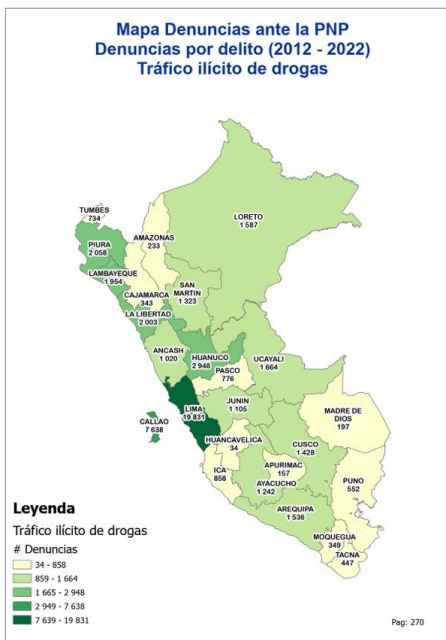 Mapa Denuncias ante la PNP
Denuncias por delito (2012 - 2022)
Tráfico ilícito de drogas
TUMBES
734
PIURA
2 058
LAMBAYEQUE
1 954
AMAZONAS
233
LORETO
1 587
CAJAMARCA
343
SAN
MARTIN
1 323
LA LIBERTAD
2 003
ANCASH
1 020
HUANUCO
2 948
PASCO
776
UCAYALI
1 664
LIMA
19 831
CALLAO
7 638
JUNIN
1 105
HUANCAVELICA
34
MADRE DE
DIOS
197
CUSCO
1 428
ICA
858
APURIMAC
157
AYACUCHO
1 242
PUNO
552
AREQUIPA
1 536
MOQUEGUA
349
TACNA
447
Leyenda
Tráfico ilícito de drogas
# Denuncias
34 - 858
859 - 1 664
1 665 - 2 948
2 949 - 7 638
7 639 - 19 831
Pag: 270